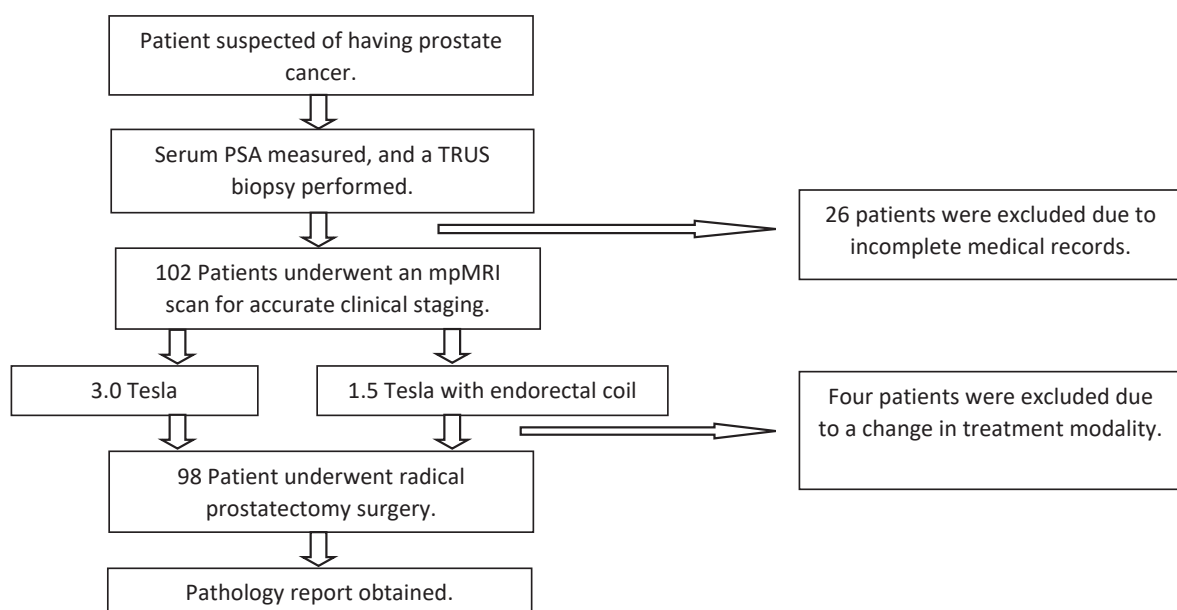 Patient suspected of having prostate
cancer.
Serum PSA measured, and a TRUS
biopsy performed.
26 patients were excluded due to
incomplete medical records.
102 Patients underwent an mpMRI
scan for accurate clinical staging.
3.0 Tesla
1.5 Tesla with endorectal coil
Four patients were excluded due
to a change in treatment modality.
98 Patient underwent radical
prostatectomy surgery.
Pathology report obtained.